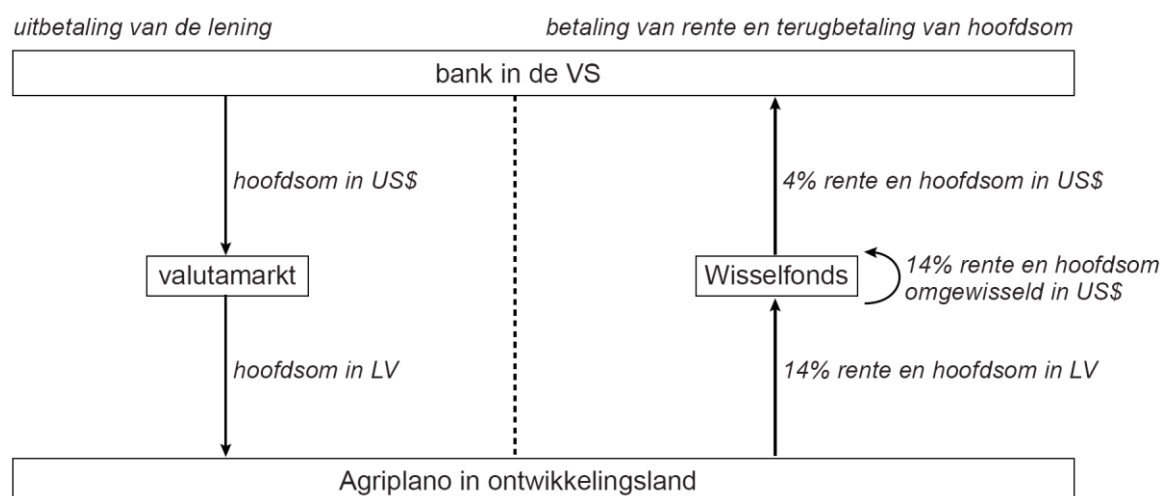 uitbetaling van de lening
betaling van rente en terugbetaling van hoofdsom
bank in de VS
hoofdsom in US$
4% rente en hoofdsom in US$
valutamarkt
Wisselfonds
14% rente en hoofdsom
omgewisseld in US$
hoofdsom in LV
14% rente en hoofdsom in LV
Agriplano in ontwikkelingsland